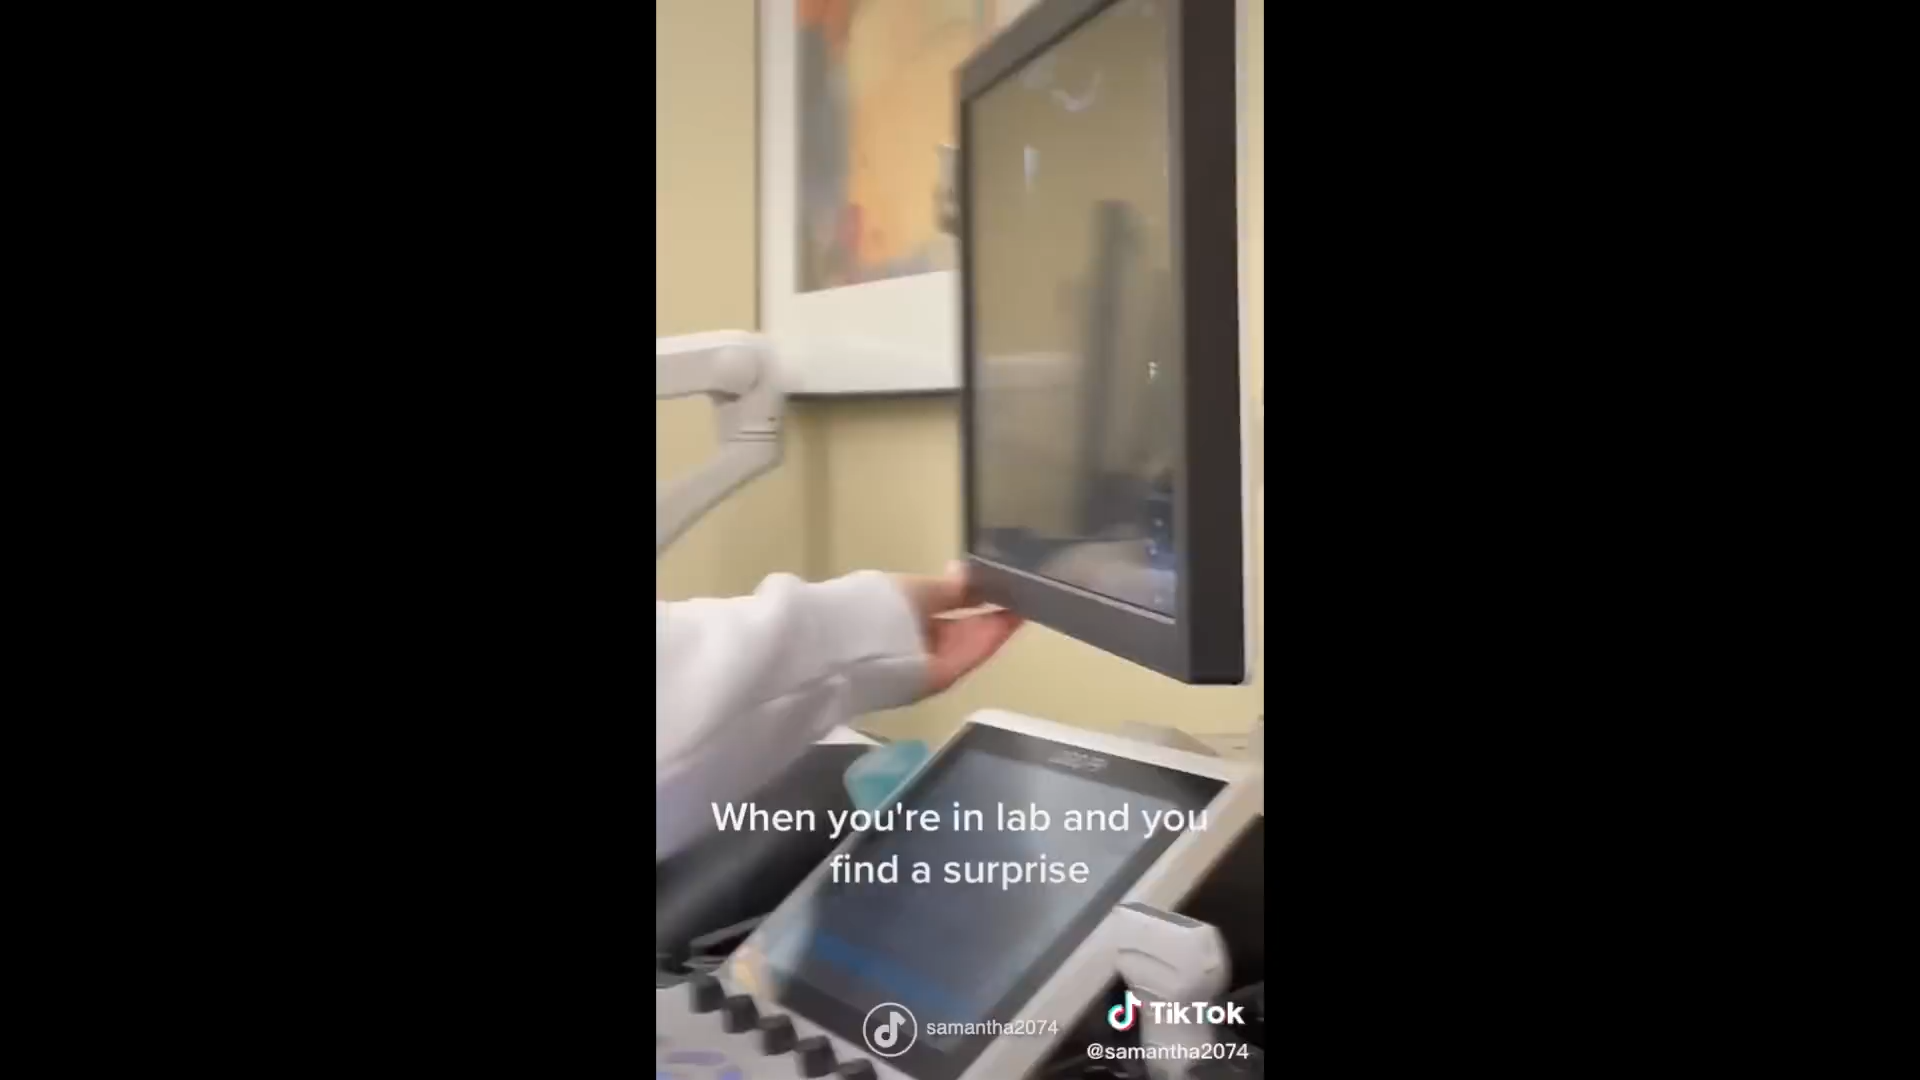 When you're in lab and you
find a surprise
samantha2074
TikTok
@samantha2074